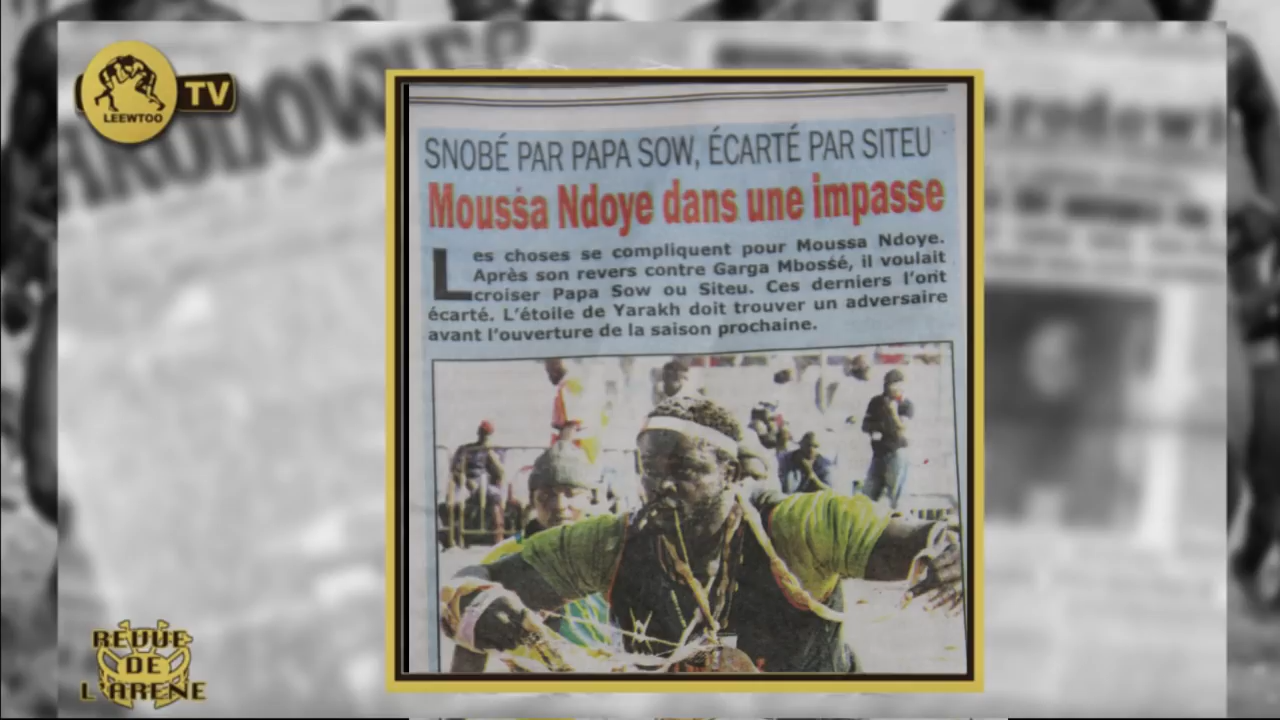 LEEWTOO
TV
SNOBÉ PAR PAPA SOW, ÉCARTÉ PAR SITEU
Moussa Ndoye dans une impasse
Les choses se compliquent pour Moussa Ndoye.
Après son revers contre Garga Mbossé, il voulait
croiser Papa Sow ou Siteu. Ces derniers l'ont
écarté. L'étoile de Yarakh doit trouver un adversaire
avant l'ouverture de la saison prochaine.
REVUE
DE
L'ARENE